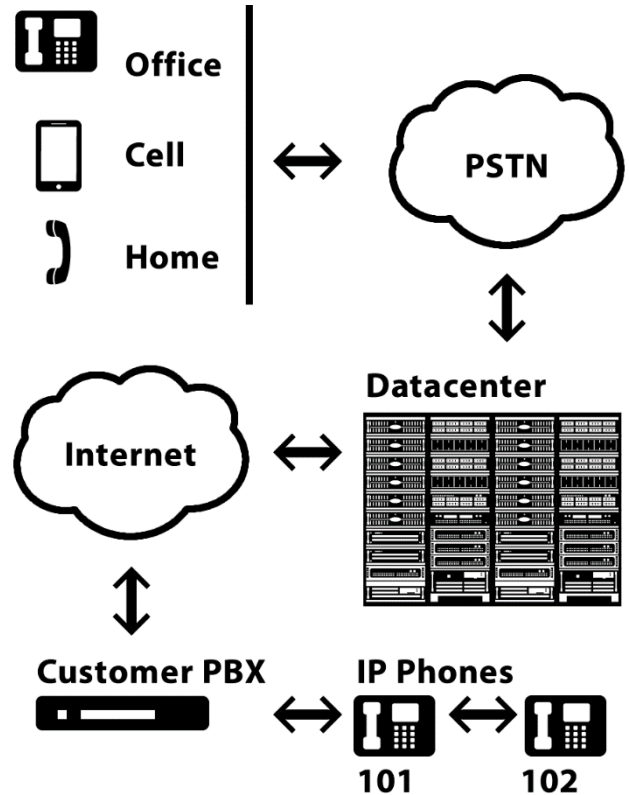 Office
Cell
PSTN
Home
Datacenter
Internet
Customer PBX
IP Phones
101
102